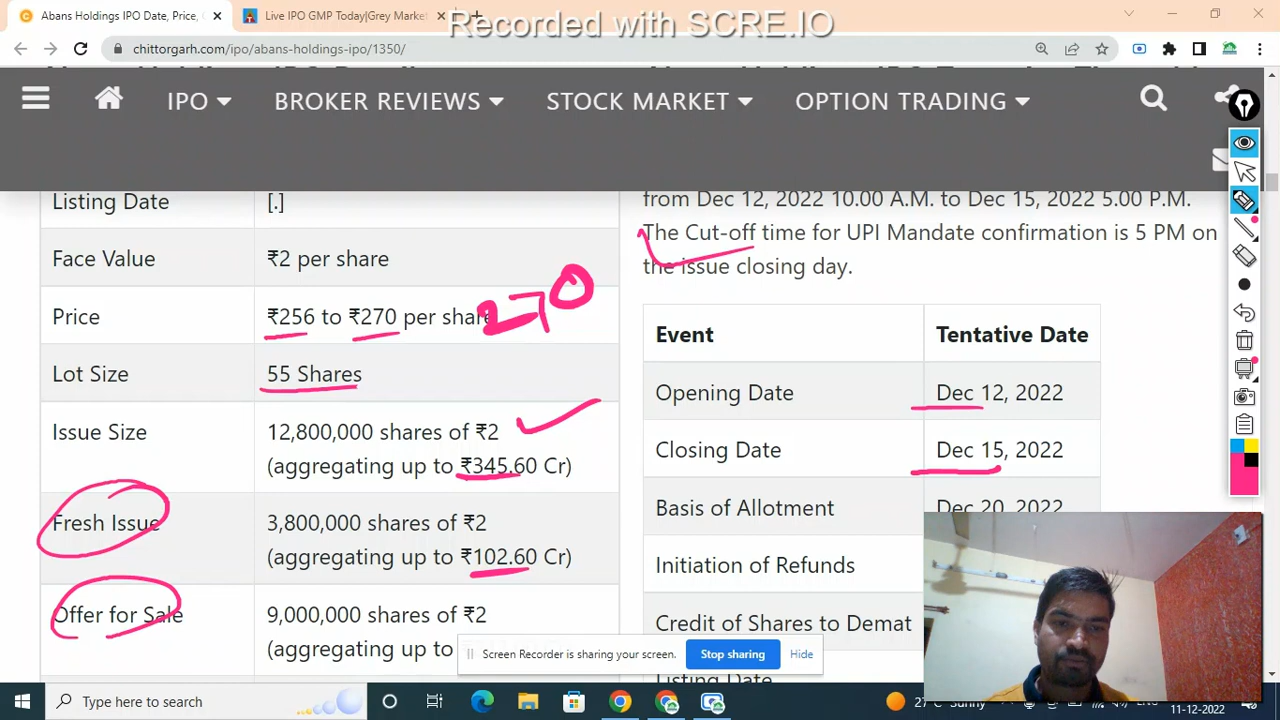 Abans Holdings IPO Date, Price, G
Live IPO GMP Today|Grey Market
Recorded with SCRE.IO
chittorgarh.com/ipo/abans-holdings-ipo/1350/
IPO BROKER REVIEWS STOCK MARKET OPTION TRADING
Listing Date [.]
Face Value ₹2 per share
Price ₹256 to ₹270 per share
270
Lot Size 55 Shares
Issue Size 12,800,000 shares of ₹2
(aggregating up to ₹345.60 Cr)
Fresh Issue 3,800,000 shares of ₹2
(aggregating up to ₹102.60 Cr)
Offer for Sale 9,000,000 shares of ₹2
(aggregating up to
from Dec 12, 2022 10.00 A.M. to Dec 15, 2022 5.00 P.M.
The Cut-off time for UPI Mandate confirmation is 5 PM on
the issue closing day.
Event Tentative Date
Opening Date Dec 12, 2022
Closing Date Dec 15, 2022
Basis of Allotment Dec 20, 2022
Initiation of Refunds
Credit of Shares to Demat
Listing Date
Screen Recorder is sharing your screen. Stop sharing Hide
Type here to search
27°C Sunny
ENG
11-12-2022